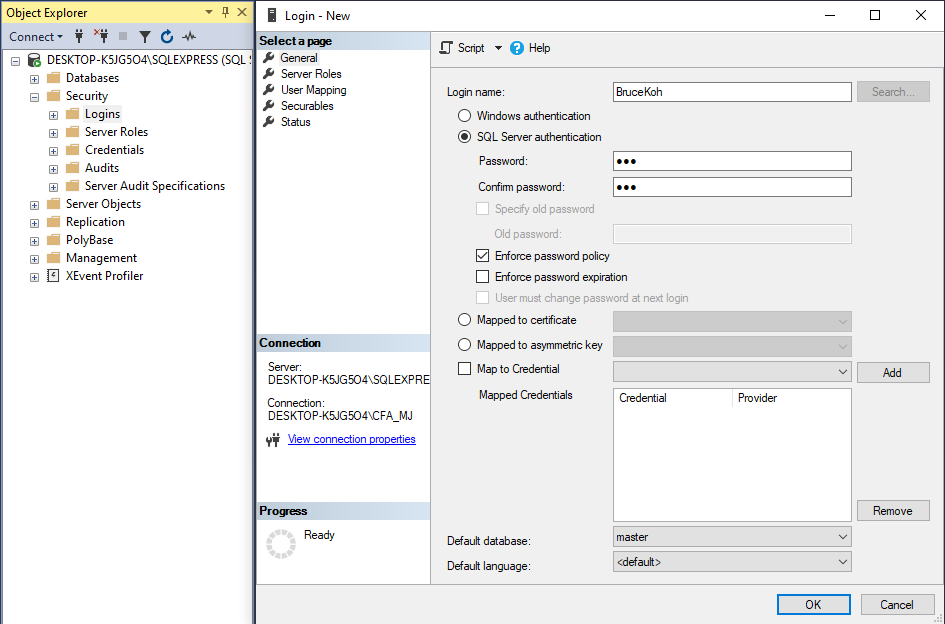 Object Explorer
Connect
DESKTOP-K5JG5O4\SQLEXPRESS (SQL S
Databases
Security
Logins
Server Roles
Credentials
Audits
Server Audit Specifications
Server Objects
Replication
PolyBase
Management
XEvent Profiler
Login - New
Select a page
General
Server Roles
User Mapping
Securables
Status
Connection
Server:
DESKTOP-K5JG5O4\SQLEXPRE
Connection:
DESKTOP-K5JG5O4\CFA_MJ
View connection properties
Progress
Ready
Script
Help
Login name:
BruceKoh
Search...
Windows authentication
SQL Server authentication
Password:
●●●
Confirm password:
●●●
Specify old password
Old password:
Enforce password policy
Enforce password expiration
User must change password at next login
Mapped to certificate
Mapped to asymmetric key
Map to Credential
Add
Mapped Credentials
Credential Provider
Remove
Default database:
master
Default language:
<default>
OK Cancel